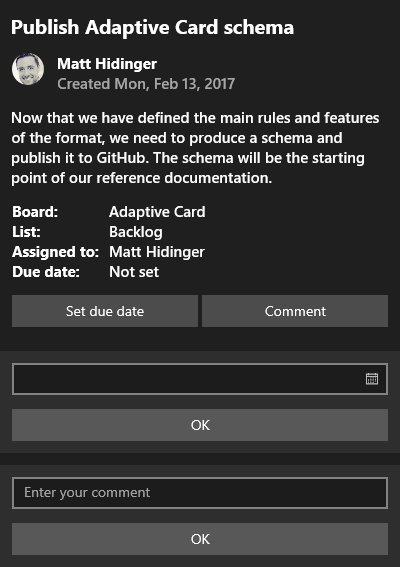 Publish Adaptive Card schema
Matt Hidinger
Created Mon, Feb 13, 2017
Now that we have defined the main rules and features
of the format, we need to produce a schema and
publish it to GitHub. The schema will be the starting
point of our reference documentation.
Board: Adaptive Card
List: Backlog
Assigned to: Matt Hidinger
Due date: Not set
Set due date Comment
OK
Enter your comment
OK